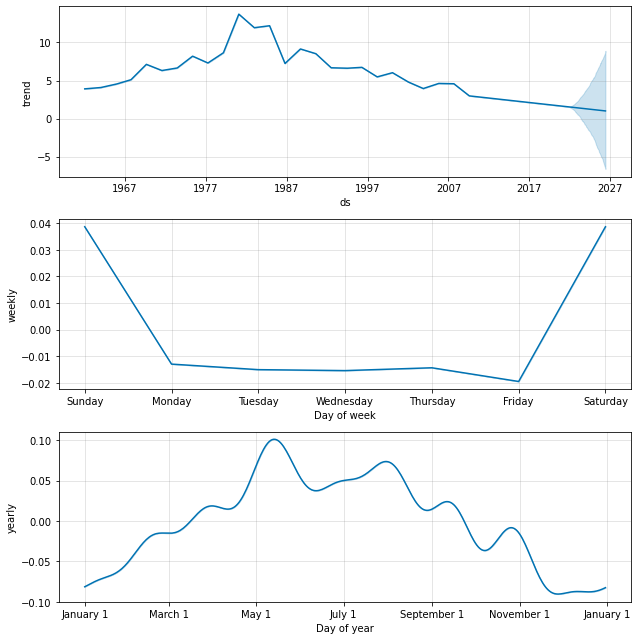 10
5
0
−5
trend
1967 1977 1987 1997 2007 2017 2027
ds
0.04
0.03
0.02
0.01
0.00
−0.01
−0.02
weekly
Sunday Monday Tuesday Wednesday Thursday Friday Saturday
Day of week
0.10
0.05
0.00
−0.05
−0.10
yearly
January 1 March 1 May 1 July 1 September 1 November 1 January 1
Day of year